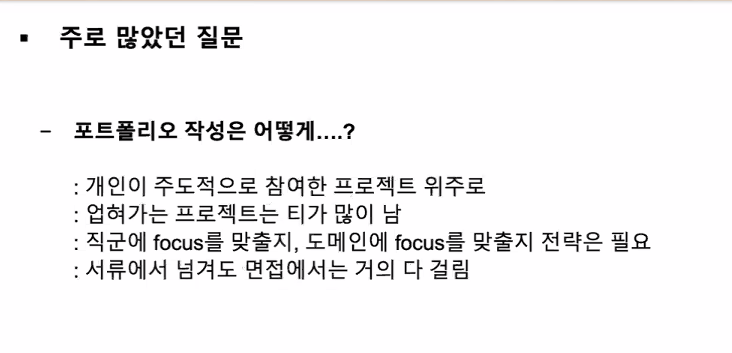 ▪ 주로 많았던 질문
– 포트폴리오 작성은 어떻게....?
: 개인이 주도적으로 참여한 프로젝트 위주로
: 업혀가는 프로젝트는 티가 많이 남
: 직군에 focus를 맞출지, 도메인에 focus를 맞출지 전략은 필요
: 서류에서 넘겨도 면접에서는 거의 다 걸림